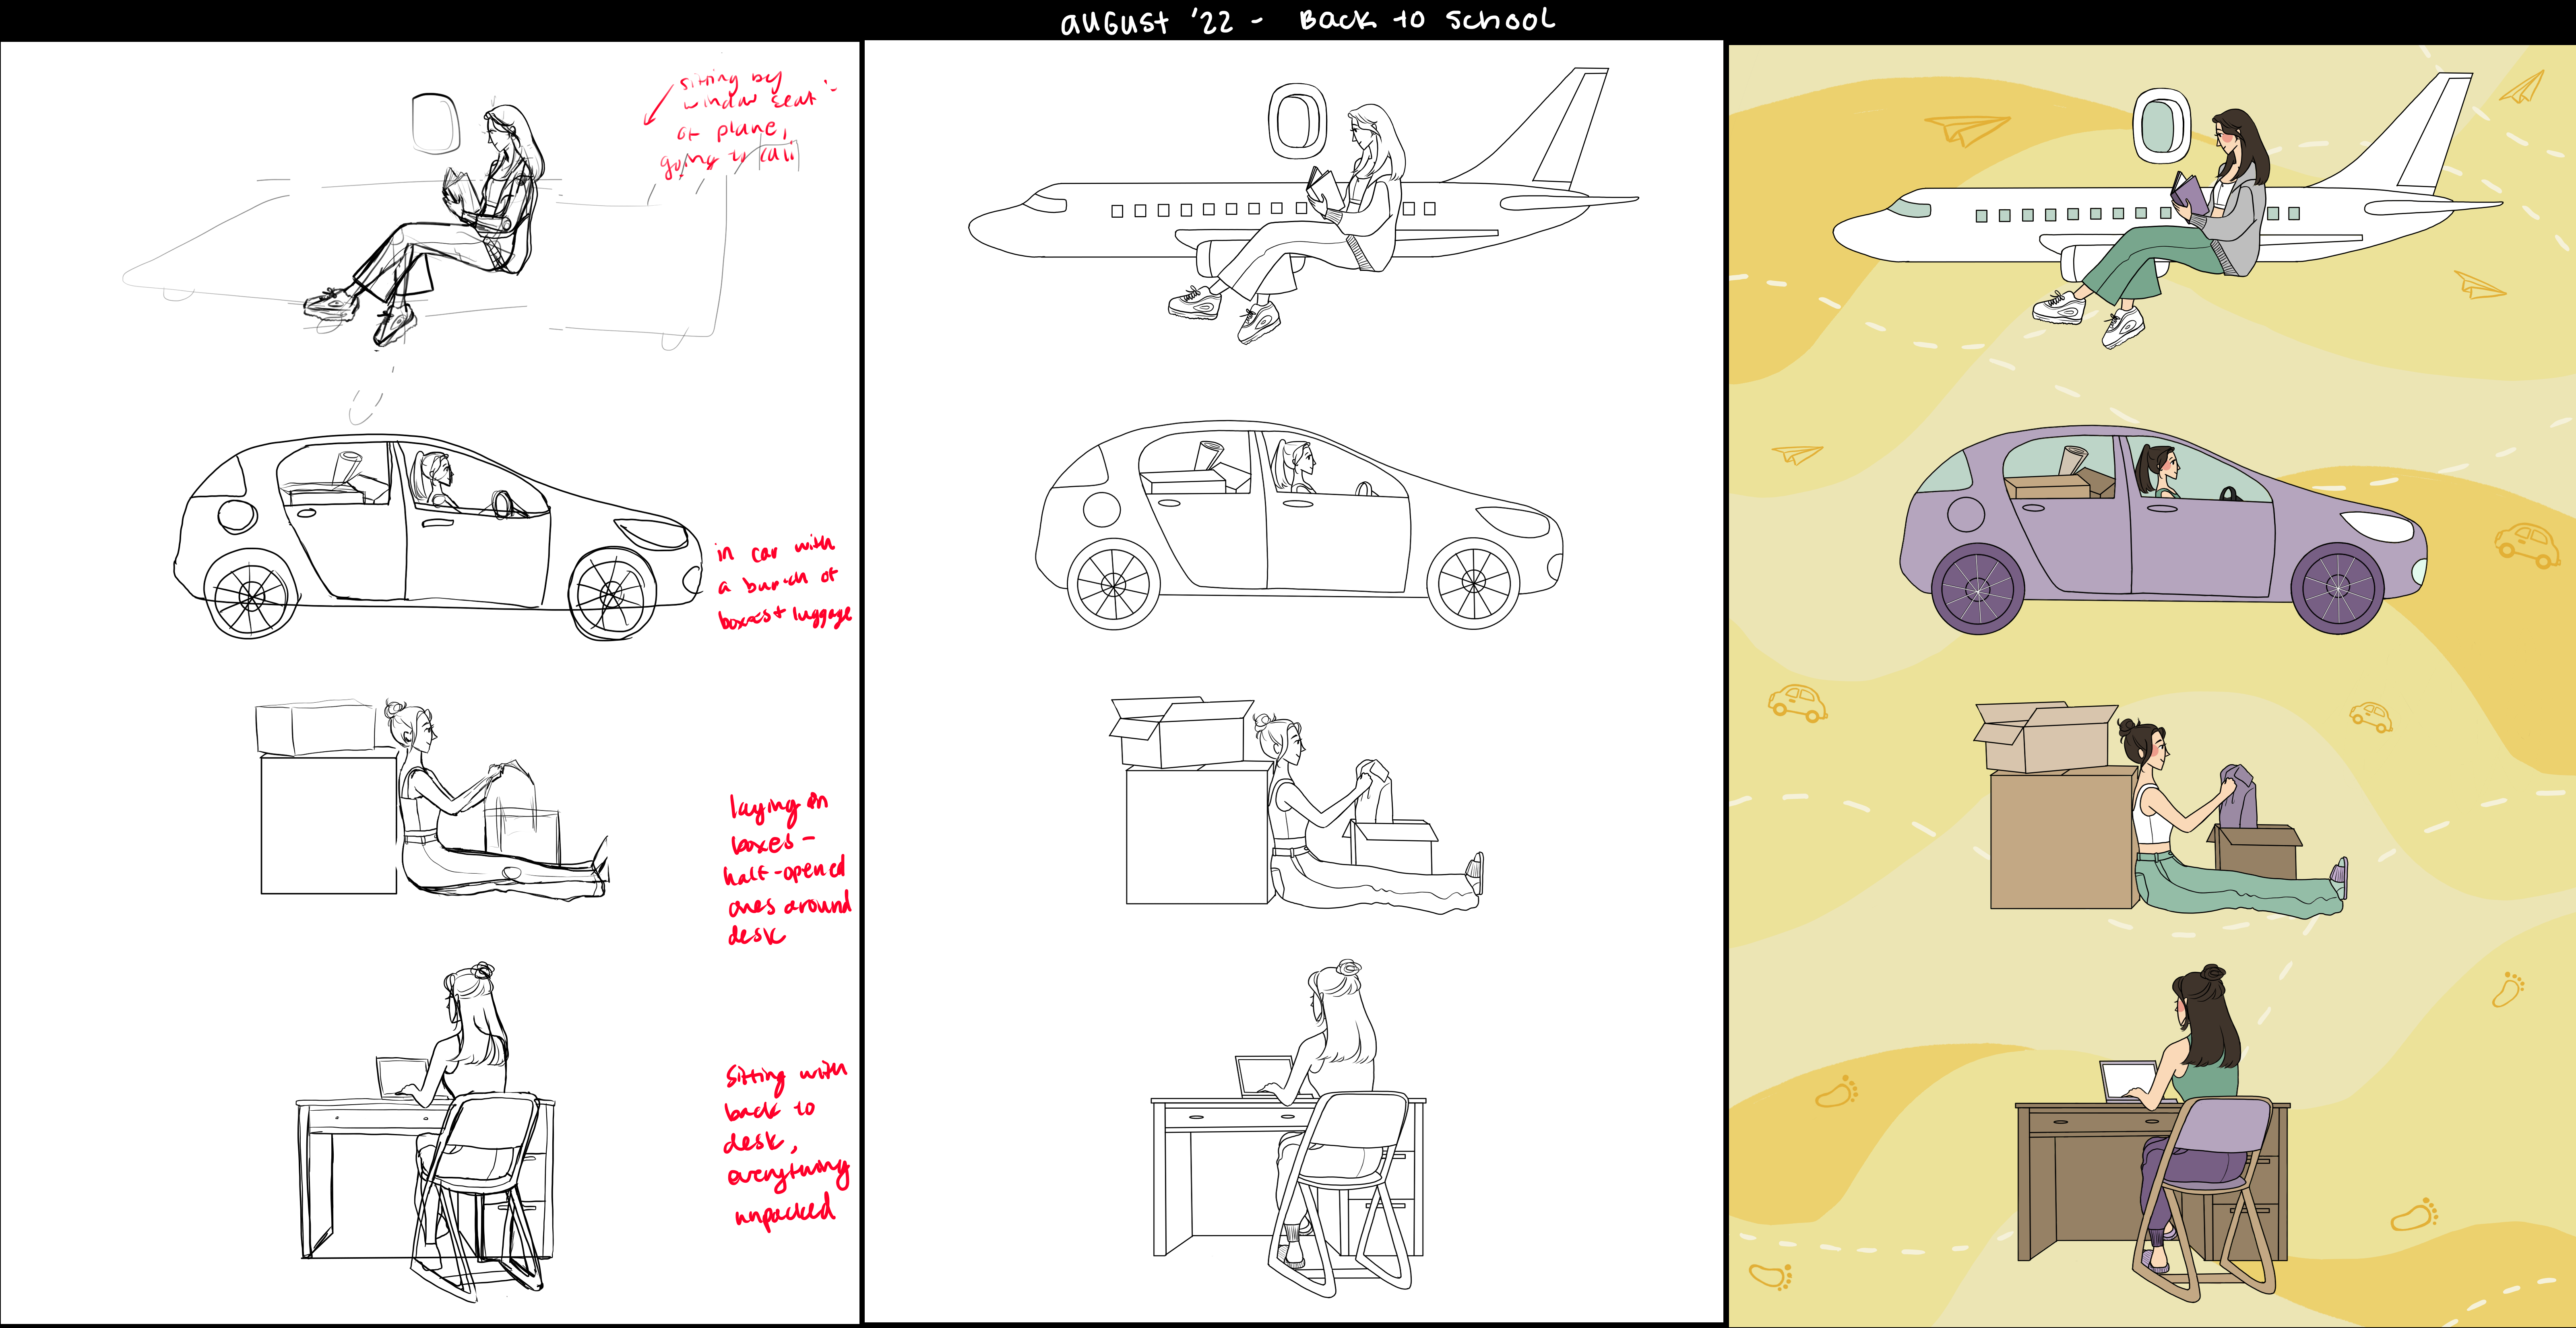 august '22 - Back to School
sitting by
window seat
of plane,
going to cali
in car with
a bunch of
boxes + luggage
laying on
boxes -
half-opened
ones around
desk
Sitting with
back to
desk,
everything
unpacked